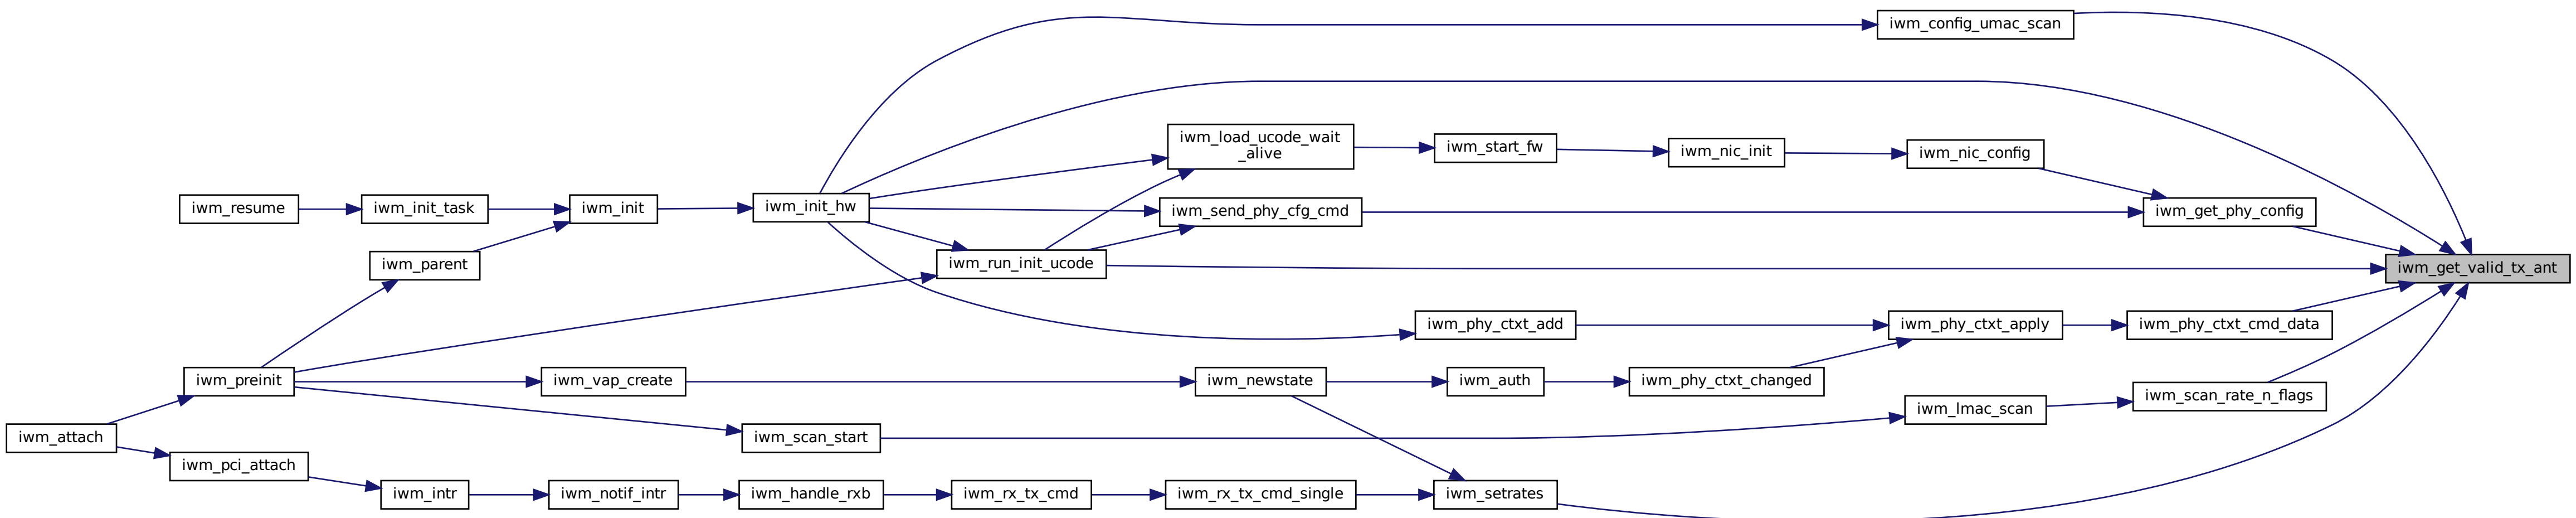 iwm_config_umac_scan
iwm_load_ucode_wait
_alive
iwm_start_fw
iwm_nic_init
iwm_nic_config
iwm_resume
iwm_init_task
iwm_init
iwm_init_hw
iwm_send_phy_cfg_cmd
iwm_get_phy_config
iwm_parent
iwm_run_init_ucode
iwm_get_valid_tx_ant
iwm_phy_ctxt_add
iwm_phy_ctxt_apply
iwm_phy_ctxt_cmd_data
iwm_preinit
iwm_vap_create
iwm_newstate
iwm_auth
iwm_phy_ctxt_changed
iwm_scan_rate_n_flags
iwm_lmac_scan
iwm_attach
iwm_scan_start
iwm_pci_attach
iwm_intr
iwm_notif_intr
iwm_handle_rxb
iwm_rx_tx_cmd
iwm_rx_tx_cmd_single
iwm_setrates